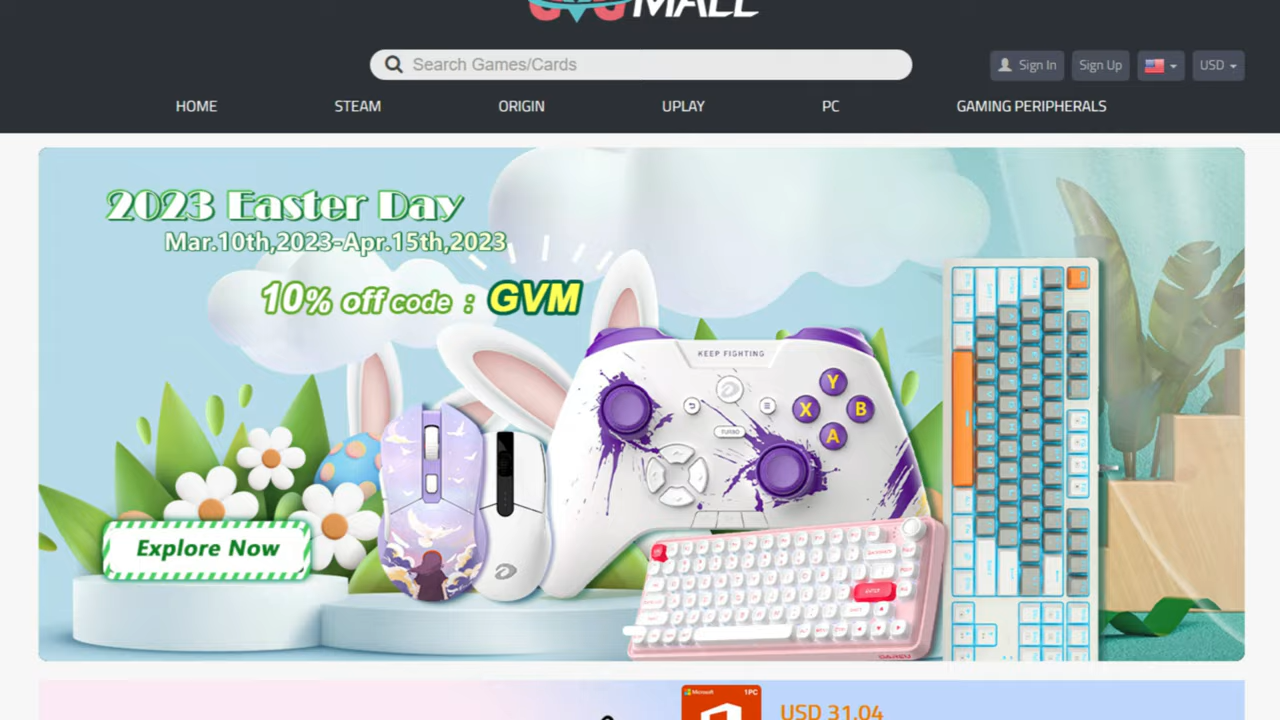 MALL
Search Games/Cards
Sign In
Sign Up
USD
HOME
STEAM
ORIGIN
UPLAY
PC
GAMING PERIPHERALS
2023 Easter Day
Mar.10th,2023-Apr.15th,2023
10% off code : GVM
KEEP FIGHTING
Y
X
B
A
TURBO
Explore Now
Microsoft
1PC
USD 31.04